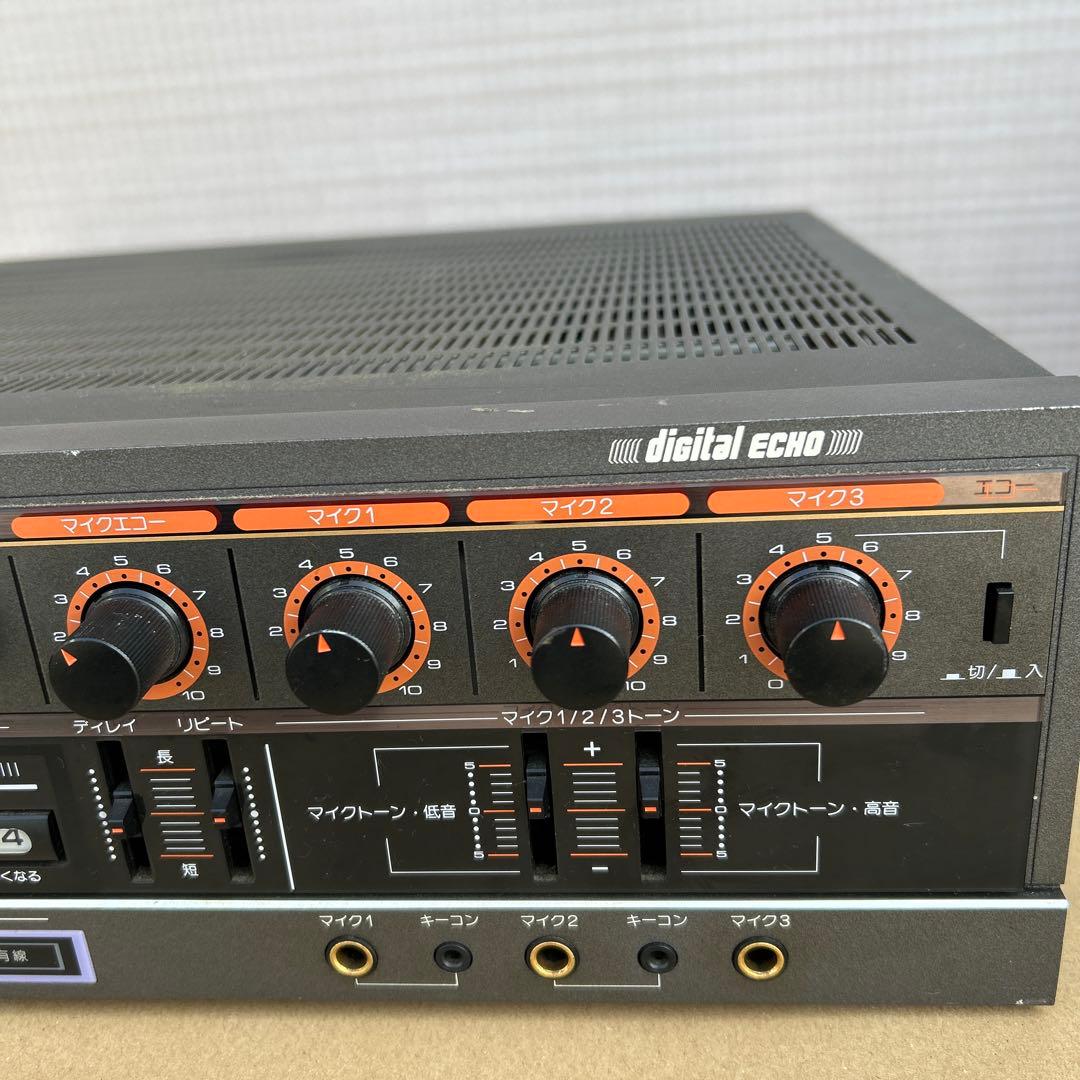 digital ECHO
マイクエコー マイク1 マイク2 マイク3 エコー
2 3 4 5 6 7 8 9 10
2 3 4 5 6 7 8 9 10
1 2 3 4 5 6 7 8 9 10
0 1 2 3 4 5 6 7 8 9
切/入
ディレイ リピート マイク1/2/3トーン
長
短
5 0 5
+
−
5 0 5
マイクトーン・低音
マイクトーン・高音
4
くなる
マイク1 キーコン マイク2 キーコン マイク3
有線